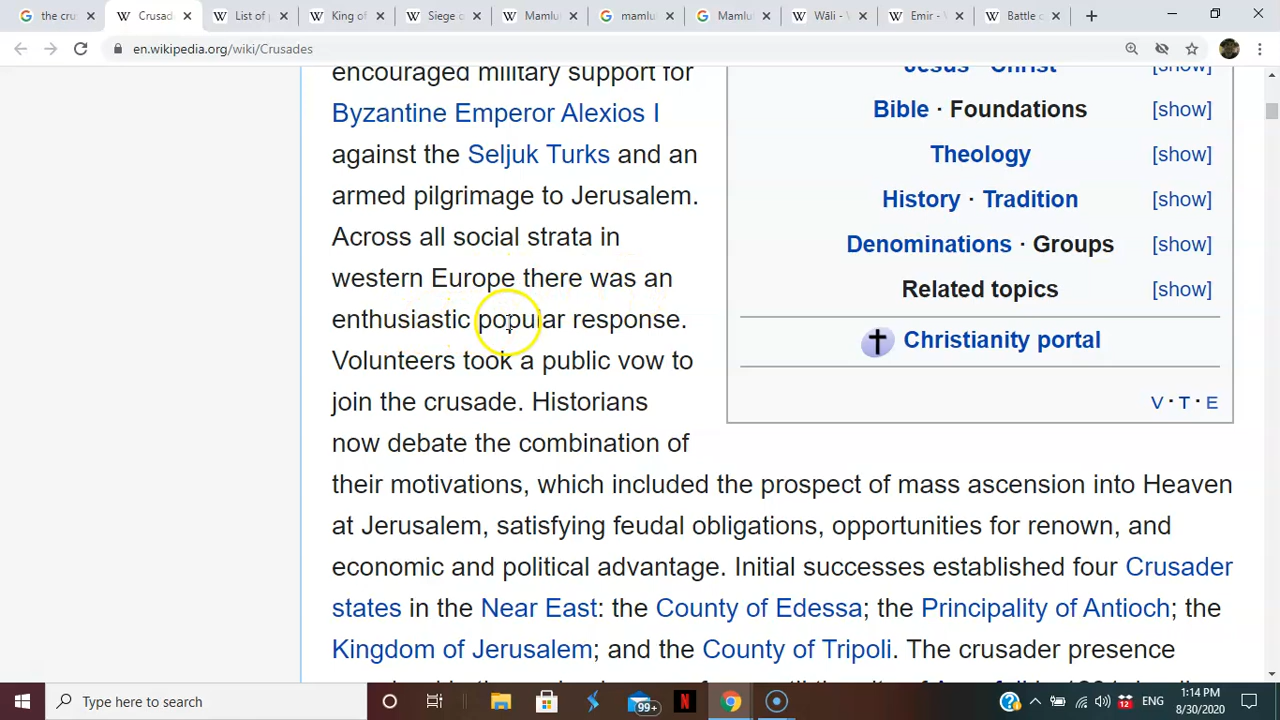 the cru
Crusad
List of p
King of
Siege o
Mamlu
mamlu
Mamlu
Wāli - V
Emir - V
Battle o
en.wikipedia.org/wiki/Crusades
encouraged military support for
Byzantine Emperor Alexios I
against the Seljuk Turks and an
armed pilgrimage to Jerusalem.
Across all social strata in
western Europe there was an
enthusiastic popular response.
Volunteers took a public vow to
join the crusade. Historians
now debate the combination of
their motivations, which included the prospect of mass ascension into Heaven
at Jerusalem, satisfying feudal obligations, opportunities for renown, and
economic and political advantage. Initial successes established four Crusader
states in the Near East: the County of Edessa; the Principality of Antioch; the
Kingdom of Jerusalem; and the County of Tripoli. The crusader presence
Jesus · Christ [show]
Bible · Foundations [show]
Theology [show]
History · Tradition [show]
Denominations · Groups [show]
Related topics [show]
Christianity portal
V · T · E
Type here to search
99+
12
ENG
1:14 PM
8/30/2020